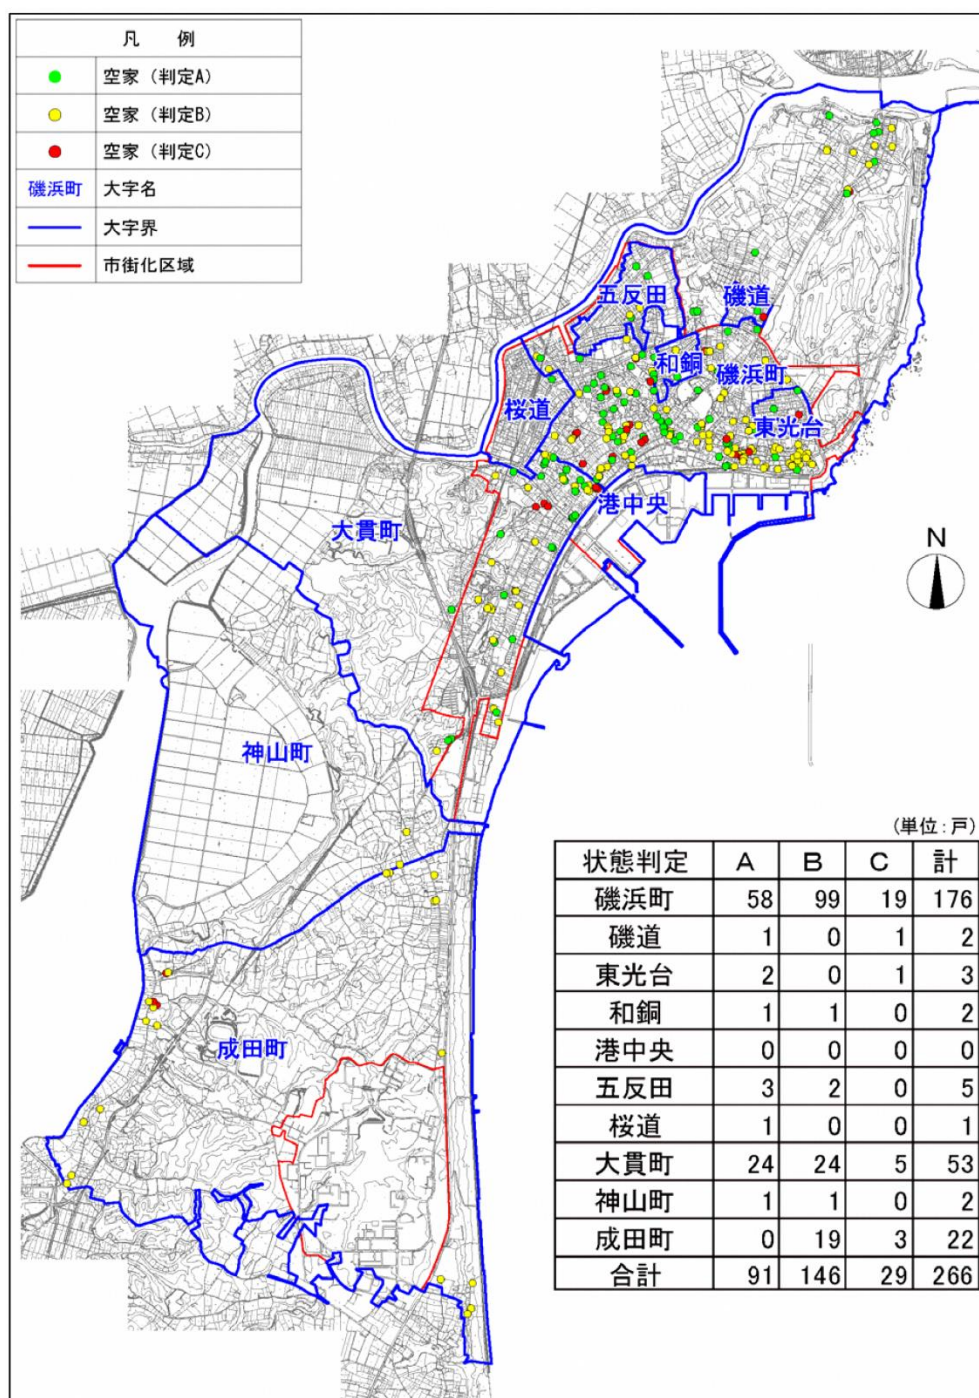 凡 例
空家（判定A）
空家（判定B）
空家（判定C）
磯浜町 大字名
大字界
市街化区域
五反田
磯道
和銅
磯浜町
桜道
東光台
港中央
大貫町
N
神山町
成田町
(単位：戸)
状態判定 A B C 計
磯浜町 58 99 19 176
磯道 1 0 1 2
東光台 2 0 1 3
和銅 1 1 0 2
港中央 0 0 0 0
五反田 3 2 0 5
桜道 1 0 0 1
大貫町 24 24 5 53
神山町 1 1 0 2
成田町 0 19 3 22
合計 91 146 29 266